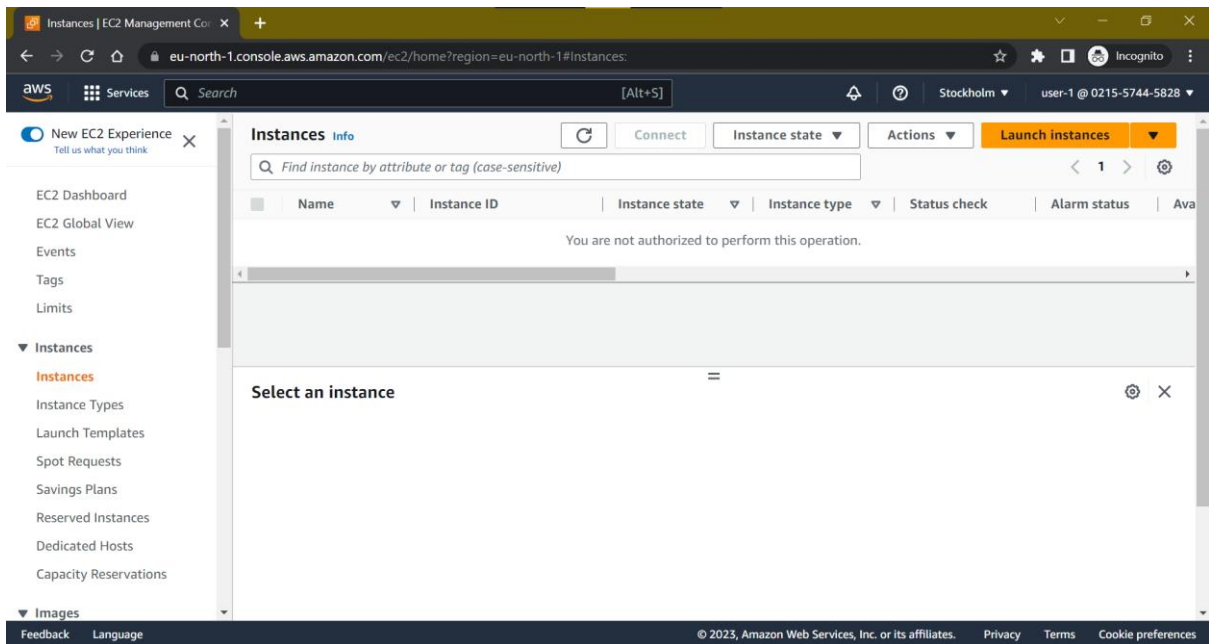 Instances | EC2 Management Cor
eu-north-1.console.aws.amazon.com/ec2/home?region=eu-north-1#Instances:
Incognito
aws
Services
Search
[Alt+S]
Stockholm
user-1 @ 0215-5744-5828
New EC2 Experience
Tell us what you think
EC2 Dashboard
EC2 Global View
Events
Tags
Limits
Instances
Instances
Instance Types
Launch Templates
Spot Requests
Savings Plans
Reserved Instances
Dedicated Hosts
Capacity Reservations
Images
Instances Info
Connect
Instance state
Actions
Launch instances
Find instance by attribute or tag (case-sensitive)
1
Name Instance ID Instance state Instance type Status check Alarm status Ava
You are not authorized to perform this operation.
Select an instance
Feedback Language
© 2023, Amazon Web Services, Inc. or its affiliates. Privacy Terms Cookie preferences